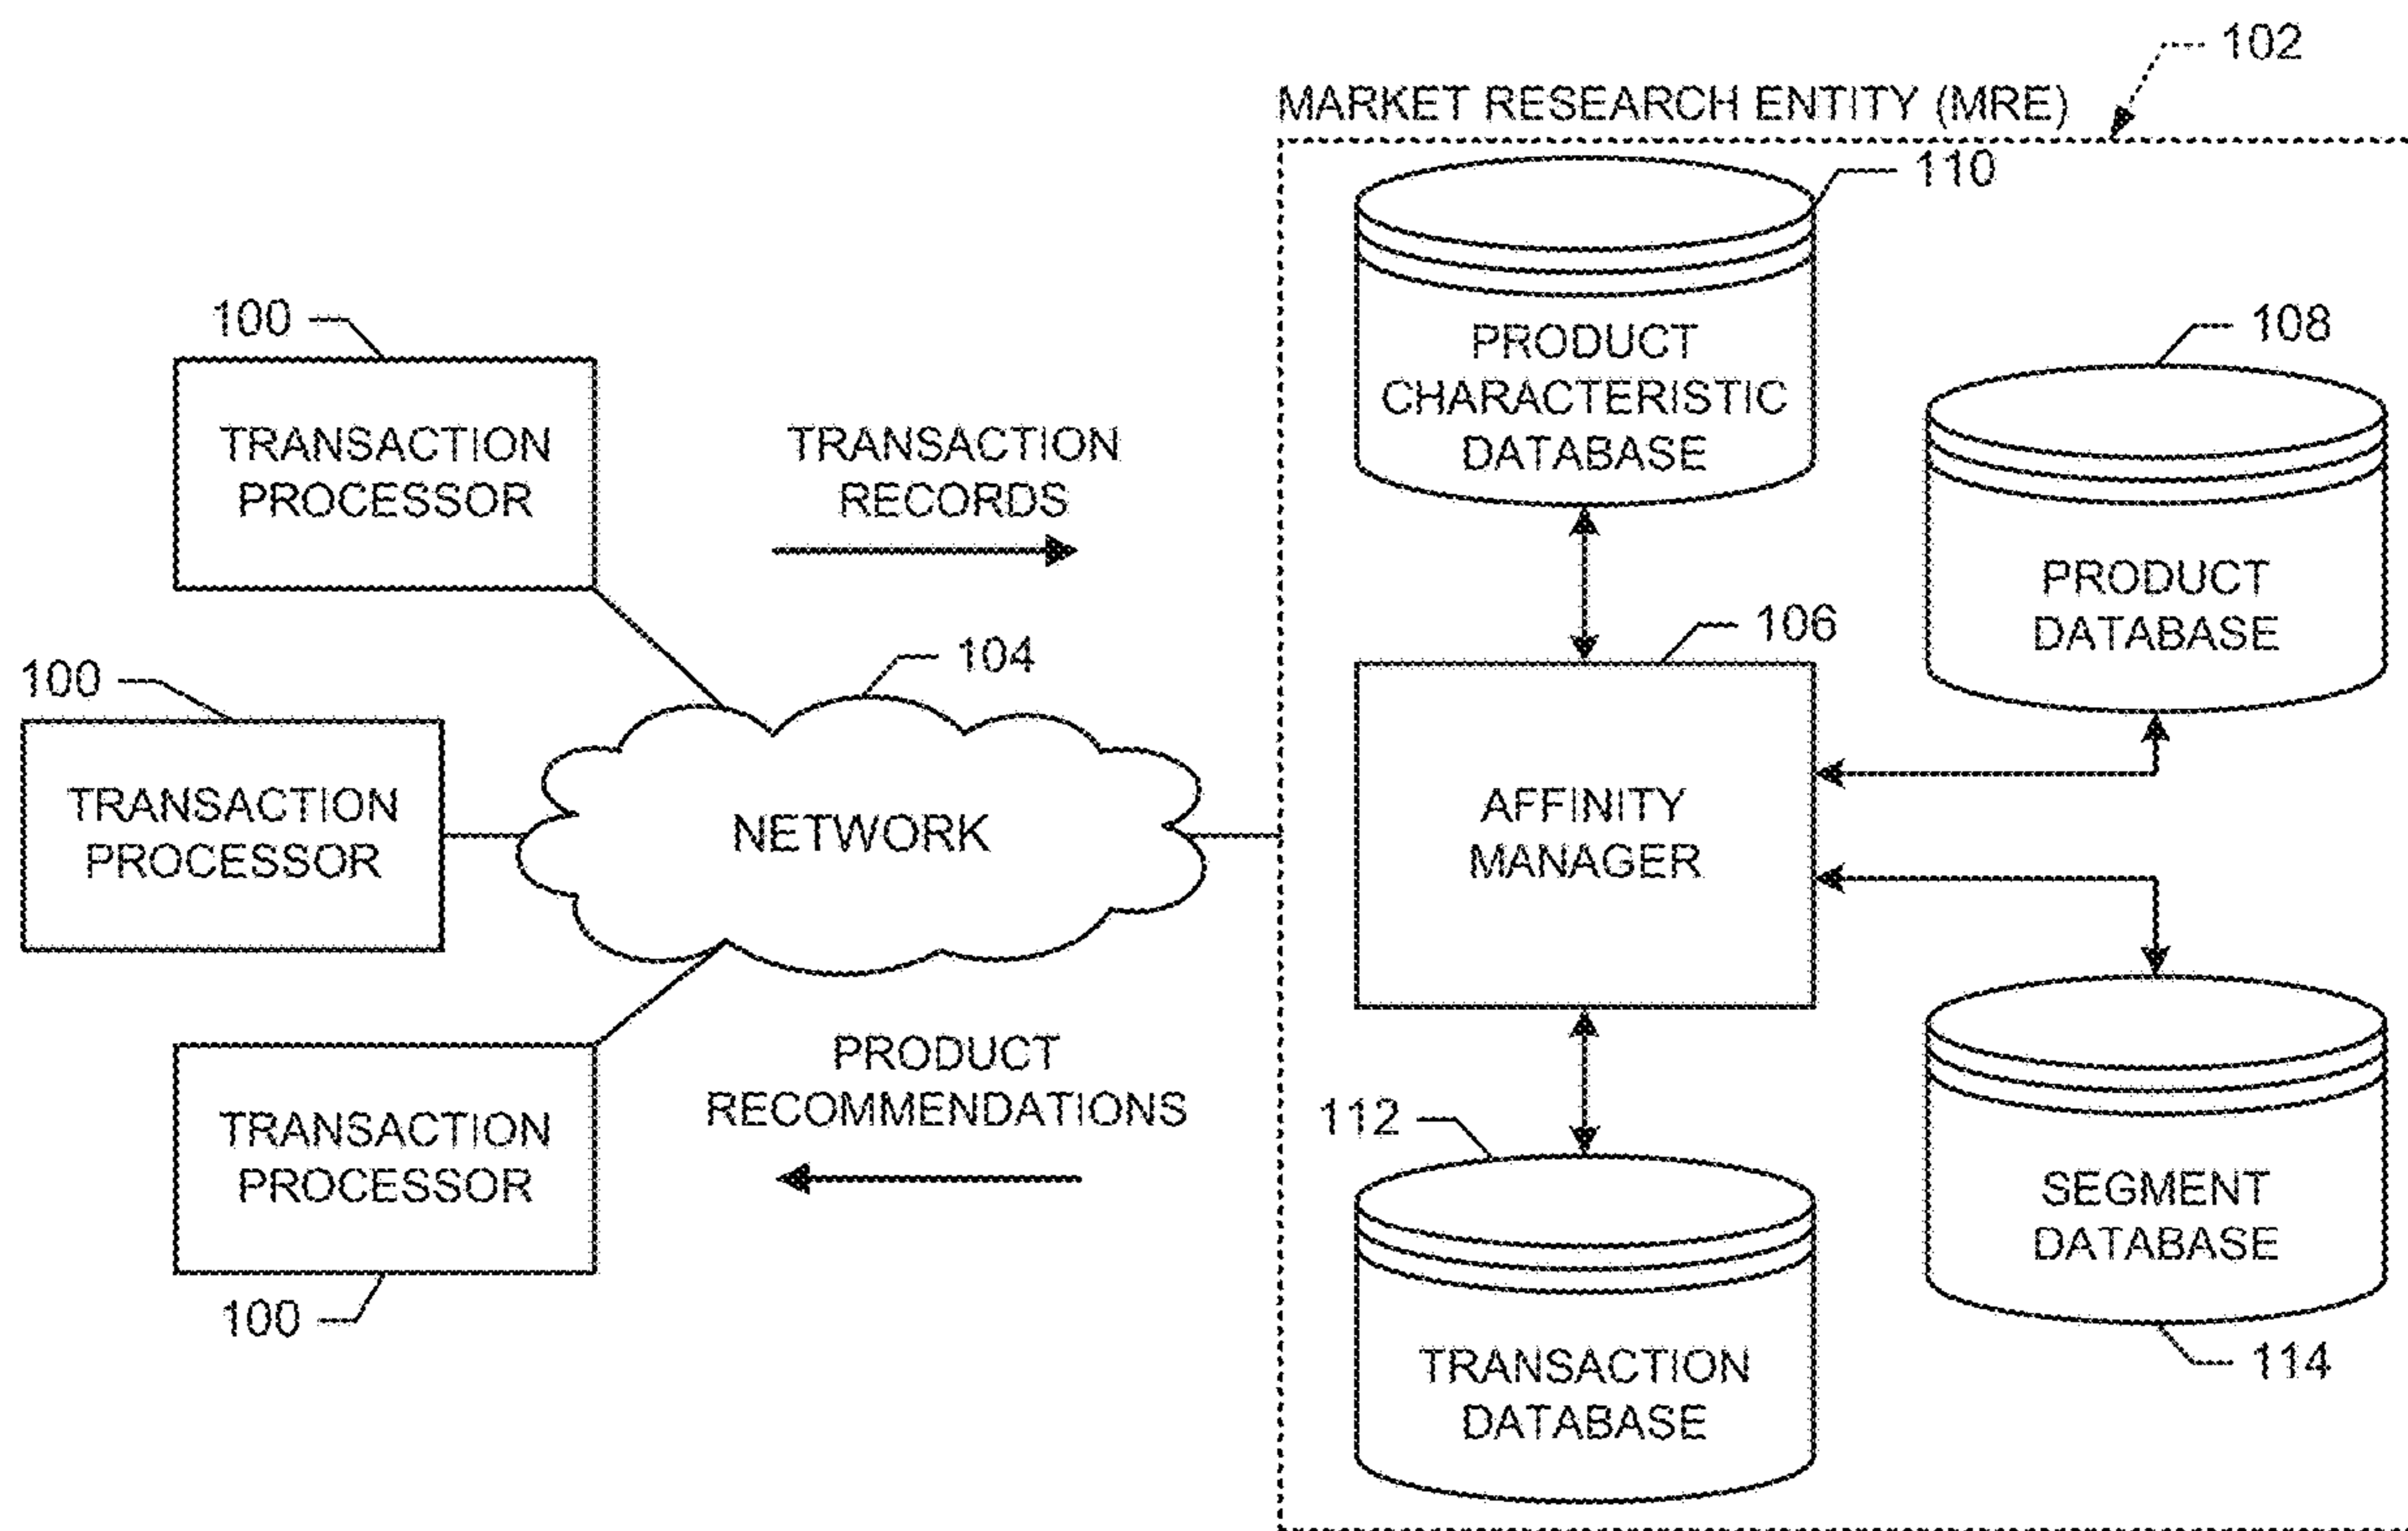 102
MARKET RESEARCH ENTITY (MRE)
110
PRODUCT
CHARACTERISTIC
DATABASE
108
PRODUCT
DATABASE
100
TRANSACTION
PROCESSOR
TRANSACTION
RECORDS
106
104
100
TRANSACTION
PROCESSOR
NETWORK
AFFINITY
MANAGER
PRODUCT
RECOMMENDATIONS
TRANSACTION
PROCESSOR
100
112
TRANSACTION
DATABASE
SEGMENT
DATABASE
114